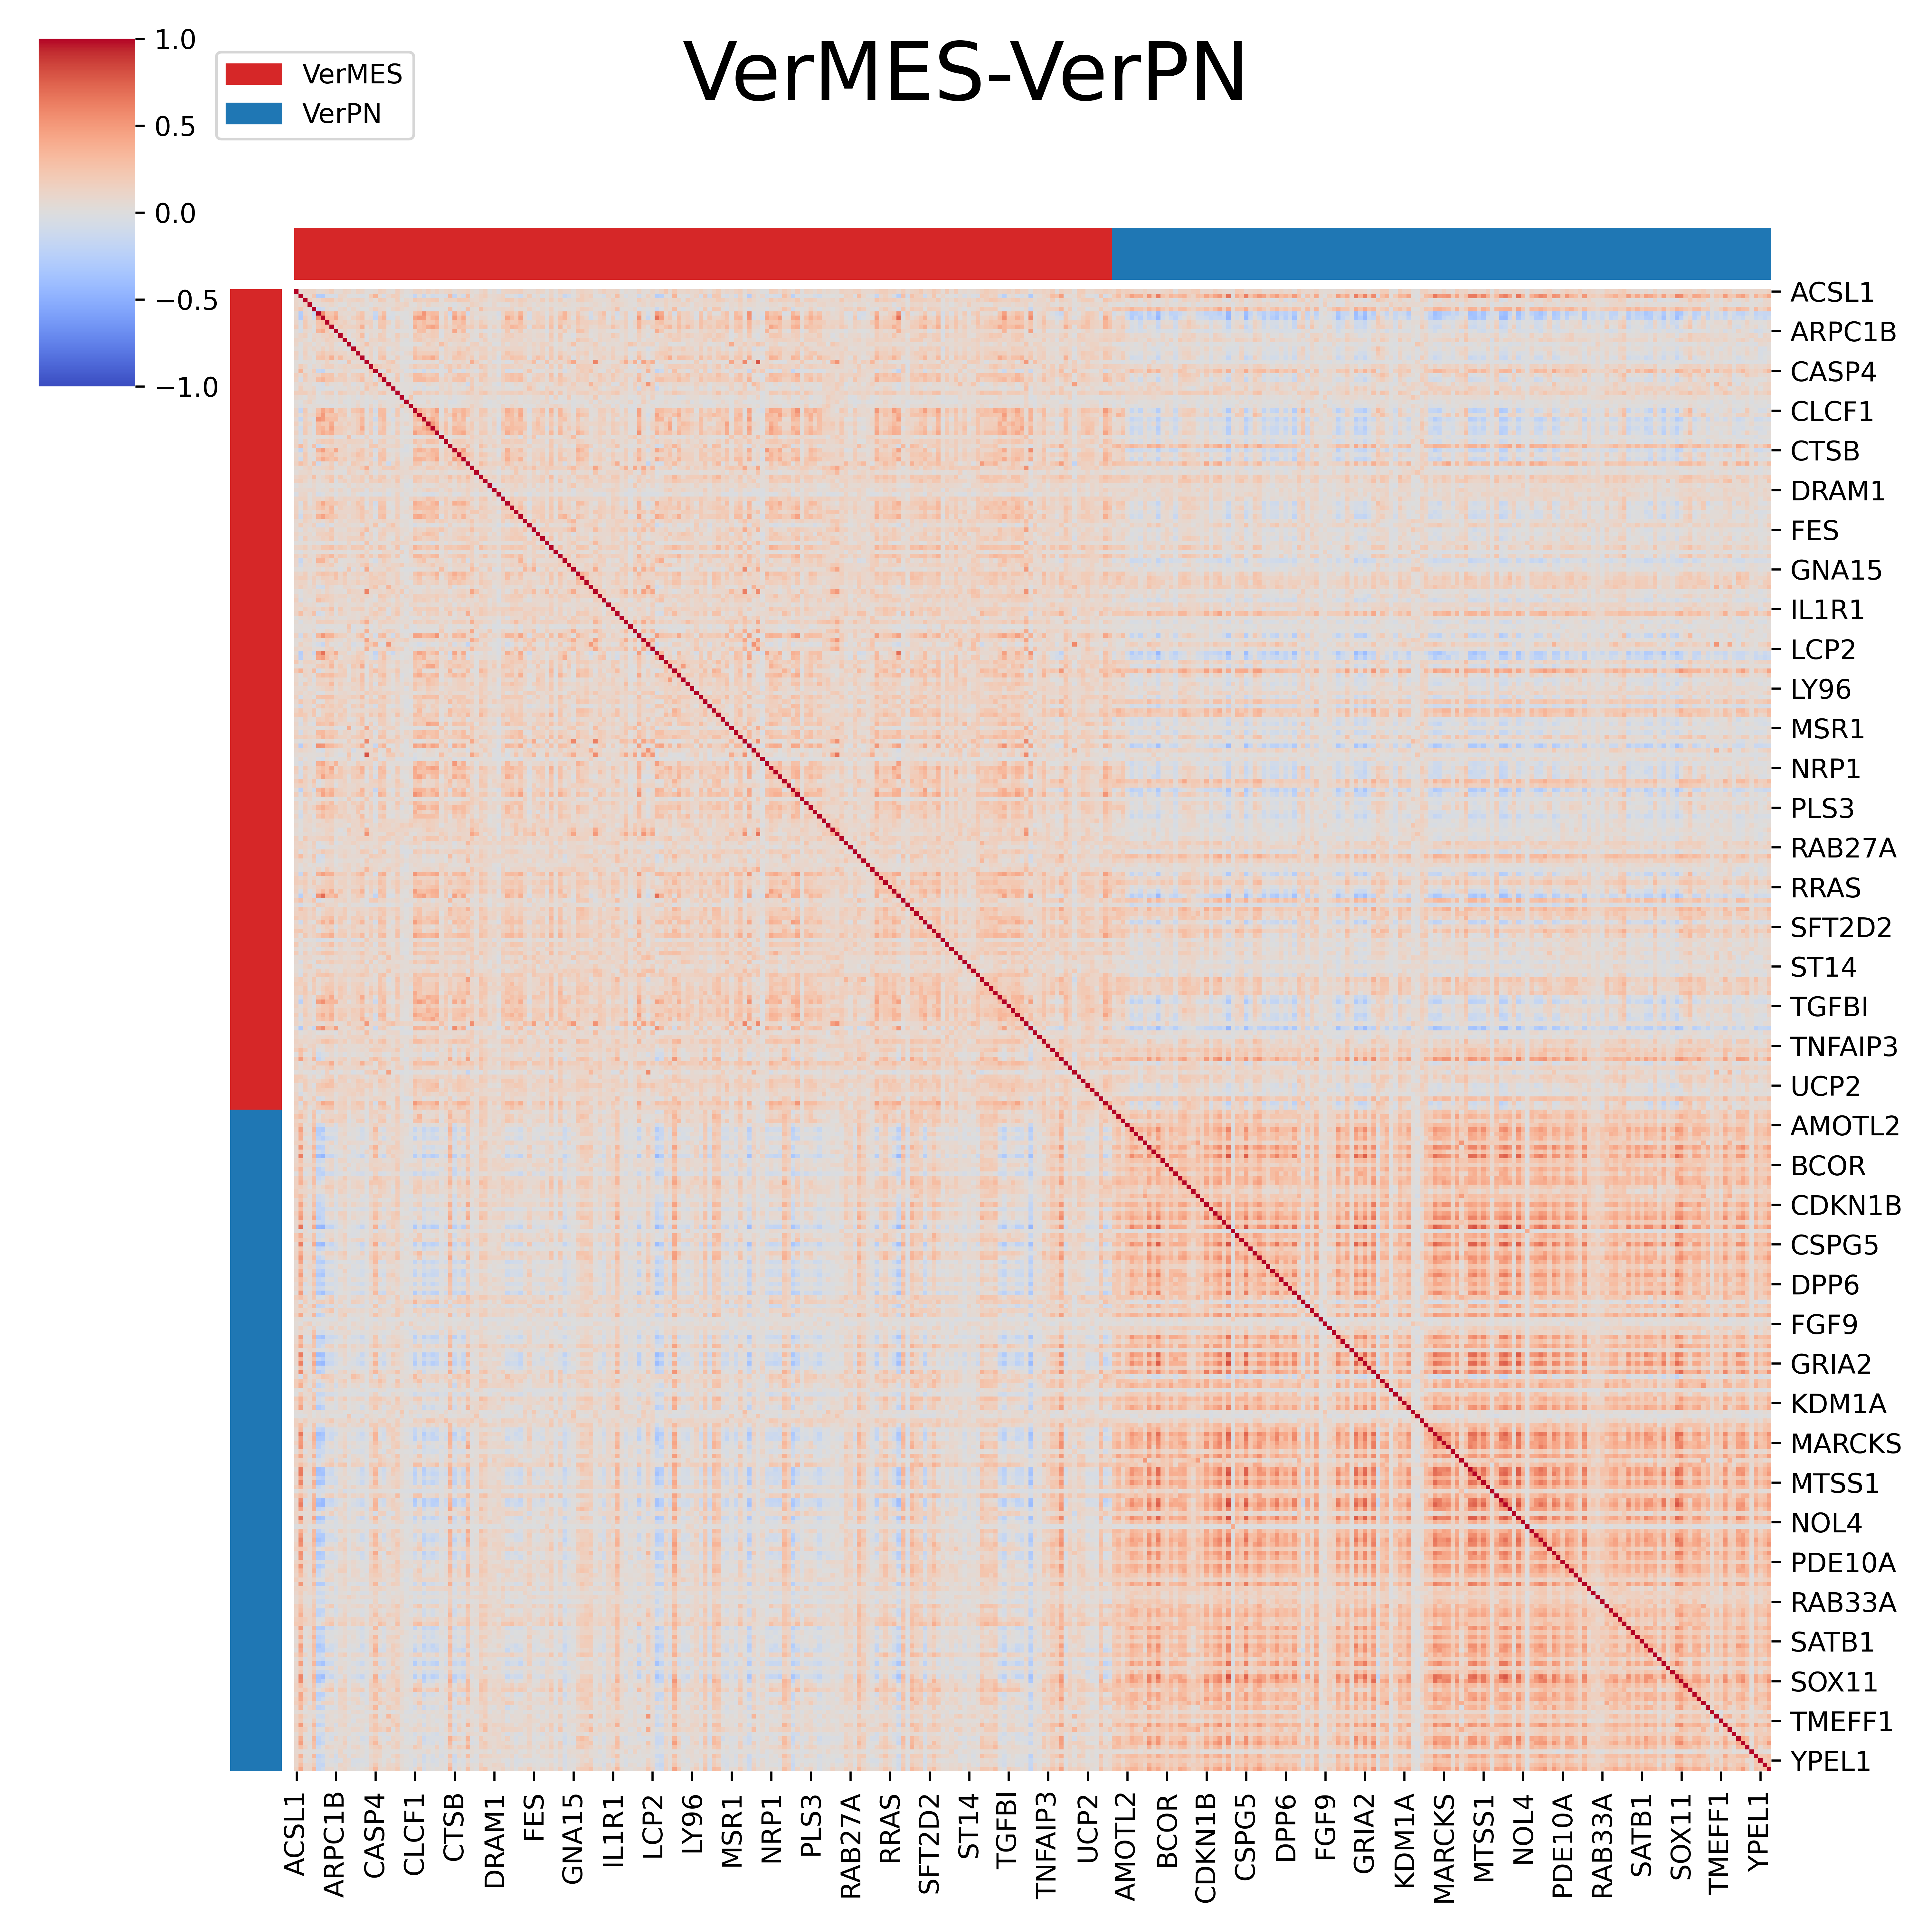 VerMES-VerPN
1.0
0.5
0.0
−0.5
−1.0
VerMES
VerPN
ACSL1
ARPC1B
CASP4
CLCF1
CTSB
DRAM1
FES
GNA15
IL1R1
LCP2
LY96
MSR1
NRP1
PLS3
RAB27A
RRAS
SFT2D2
ST14
TGFBI
TNFAIP3
UCP2
AMOTL2
BCOR
CDKN1B
CSPG5
DPP6
FGF9
GRIA2
KDM1A
MARCKS
MTSS1
NOL4
PDE10A
RAB33A
SATB1
SOX11
TMEFF1
YPEL1
ACSL1
ARPC1B
CASP4
CLCF1
CTSB
DRAM1
FES
GNA15
IL1R1
LCP2
LY96
MSR1
NRP1
PLS3
RAB27A
RRAS
SFT2D2
ST14
TGFBI
TNFAIP3
UCP2
AMOTL2
BCOR
CDKN1B
CSPG5
DPP6
FGF9
GRIA2
KDM1A
MARCKS
MTSS1
NOL4
PDE10A
RAB33A
SATB1
SOX11
TMEFF1
YPEL1